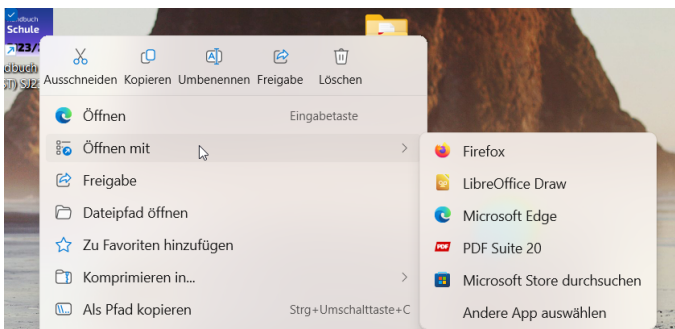 Schule
Ausschneiden Kopieren Umbenennen Freigabe Löschen
Öffnen Eingabetaste
Öffnen mit
Freigabe
Dateipfad öffnen
Zu Favoriten hinzufügen
Komprimieren in...
Als Pfad kopieren Strg+Umschalttaste+C
Firefox
LibreOffice Draw
Microsoft Edge
PDF PDF Suite 20
Microsoft Store durchsuchen
Andere App auswählen